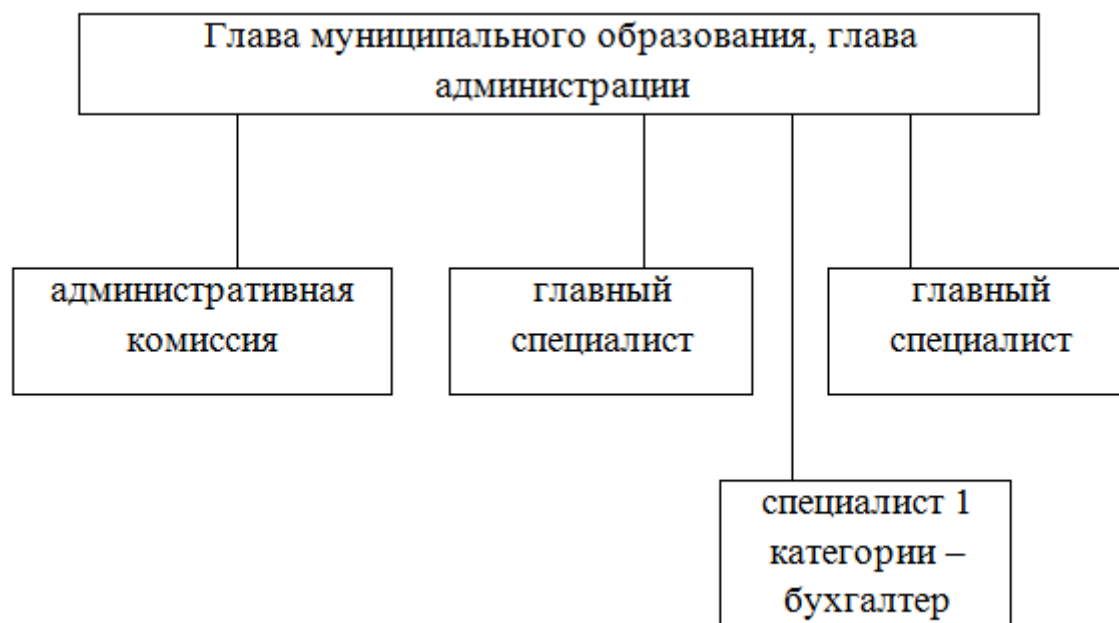 Глава муниципального образования, глава
администрации
административная
комиссия
главный
специалист
главный
специалист
специалист 1
категории –
бухгалтер